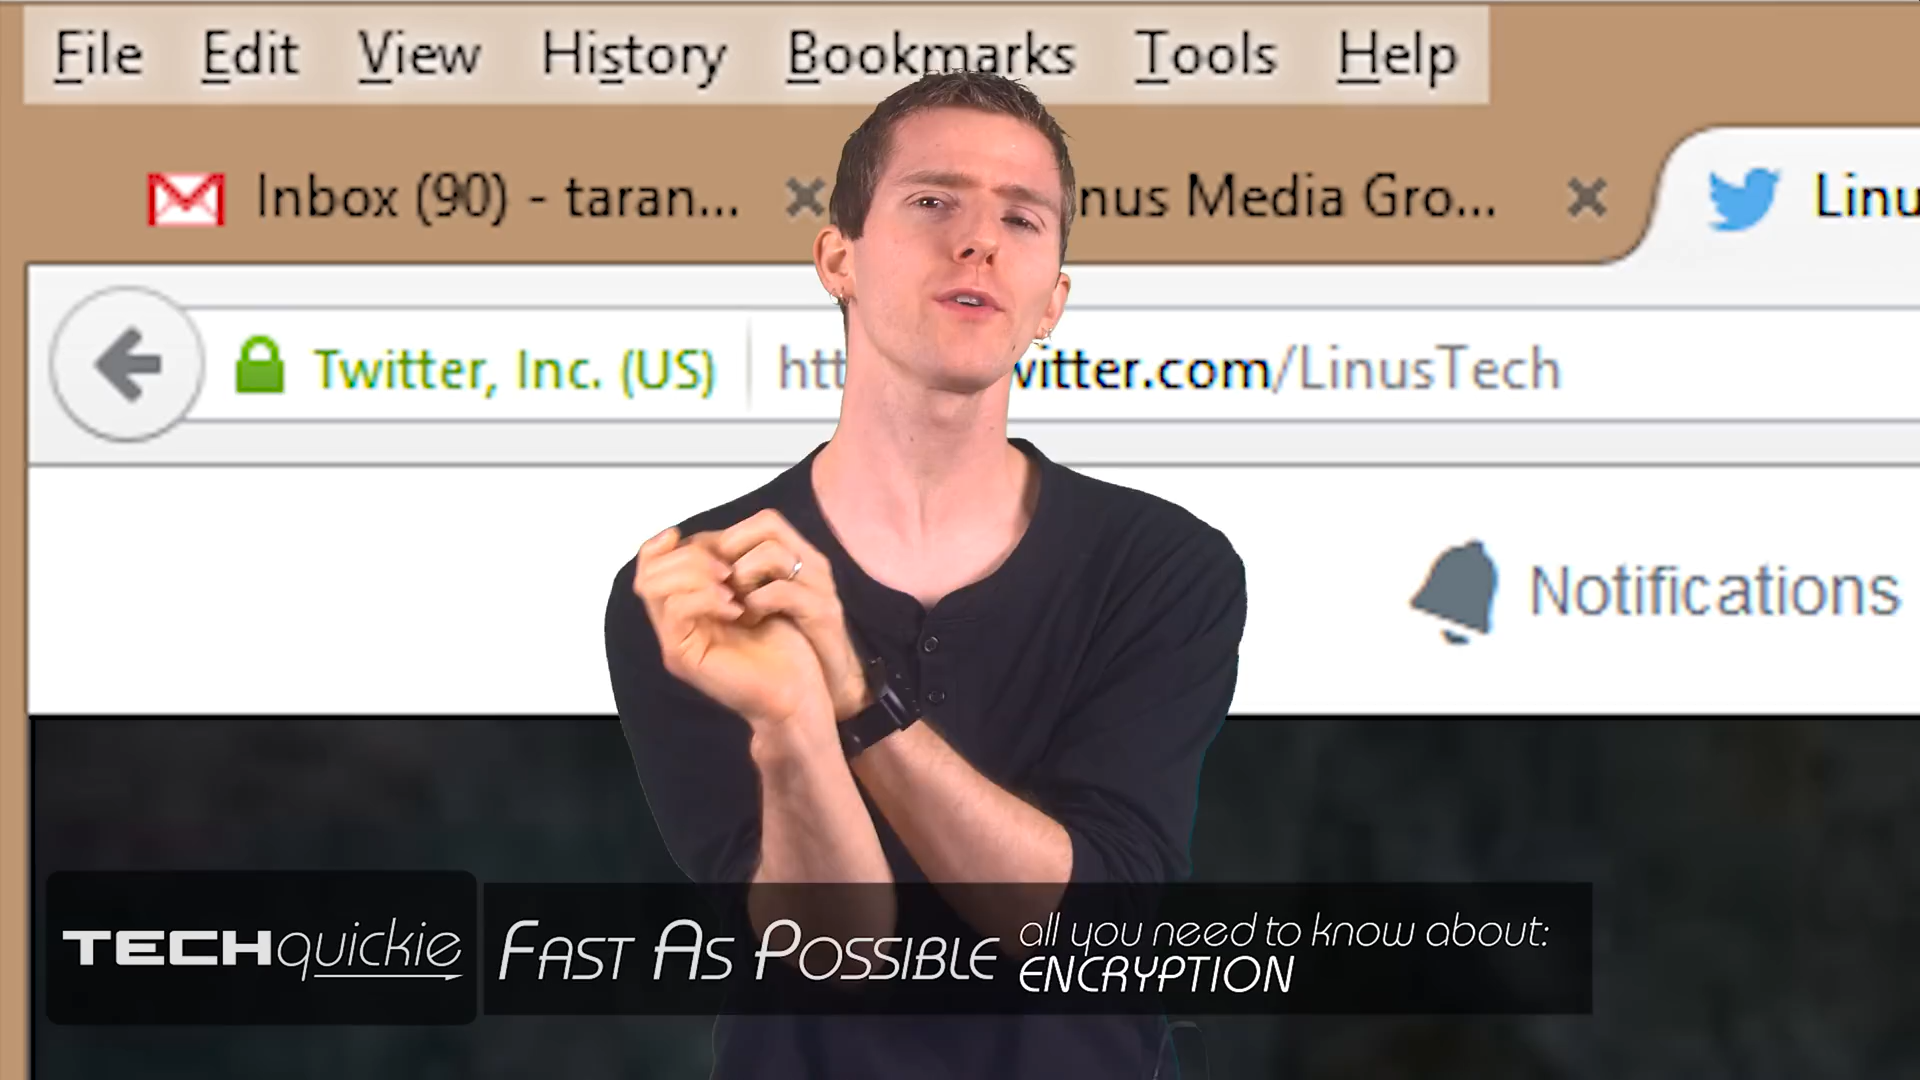 File Edit View History Bookmarks Tools Help
Inbox (90) - taran... nus Media Gro... Linu
Twitter, Inc. (US) htt witter.com/LinusTech
Notifications
TECHquickie
FAST AS POSSIBLE
all you need to know about:
ENCRYPTION